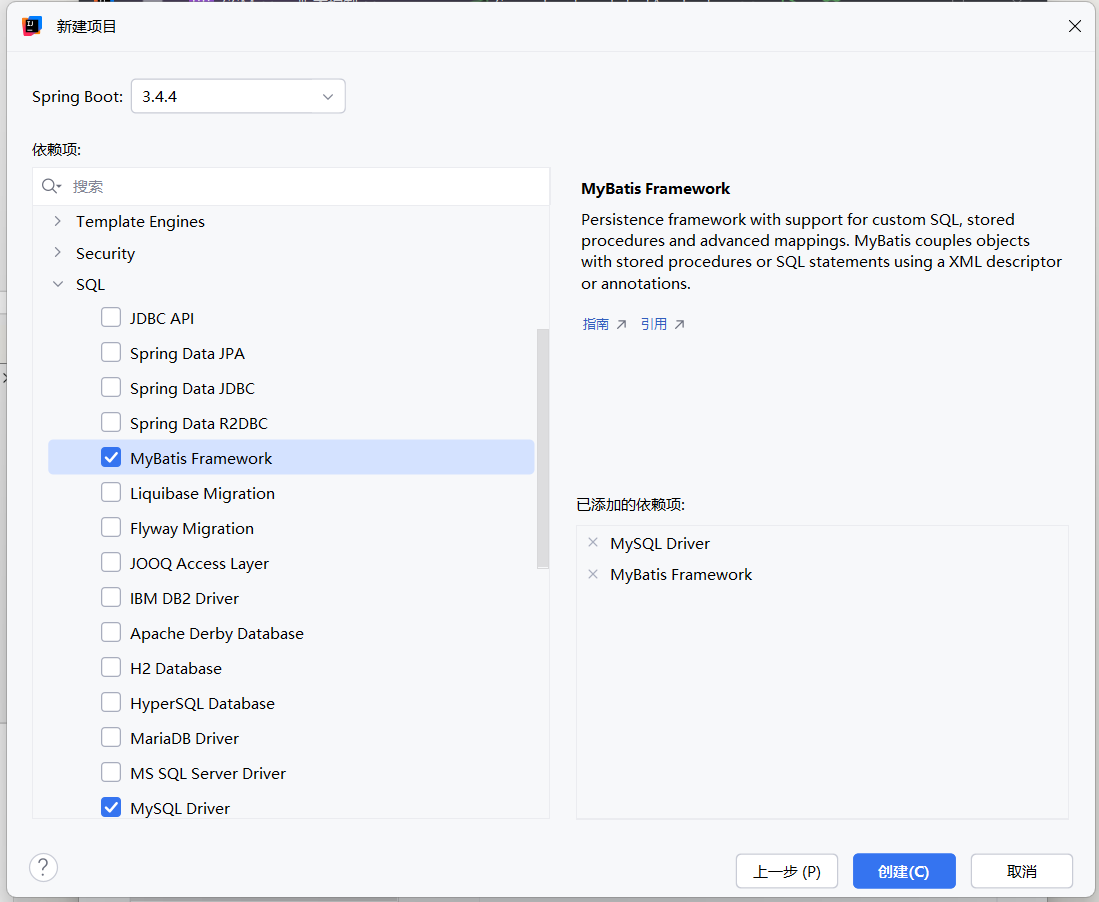 新建项目
Spring Boot: 3.4.4
依赖项:
搜索
Template Engines
Security
SQL
JDBC API
Spring Data JPA
Spring Data JDBC
Spring Data R2DBC
MyBatis Framework
Liquibase Migration
Flyway Migration
JOOQ Access Layer
IBM DB2 Driver
Apache Derby Database
H2 Database
HyperSQL Database
MariaDB Driver
MS SQL Server Driver
MySQL Driver
MyBatis Framework
Persistence framework with support for custom SQL, stored
procedures and advanced mappings. MyBatis couples objects
with stored procedures or SQL statements using a XML descriptor
or annotations.
指南 引用
已添加的依赖项:
MySQL Driver
MyBatis Framework
? 上一步 (P) 创建(C) 取消